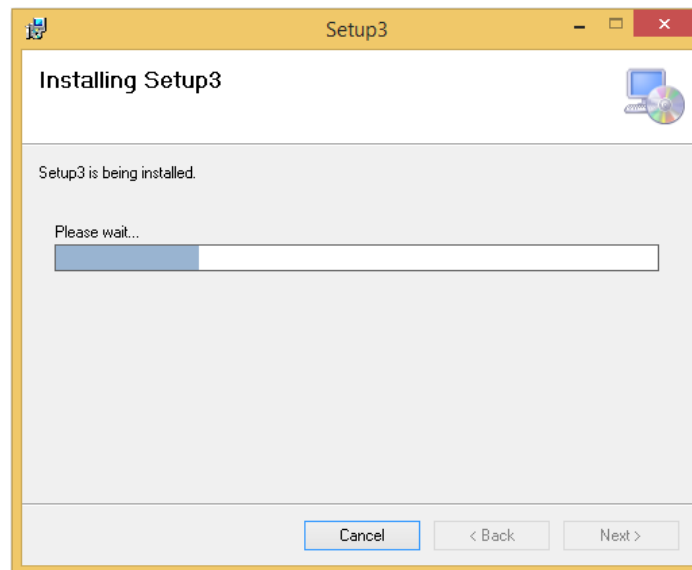 Setup3
Installing Setup3
Setup3 is being installed.
Please wait...
Cancel
< Back
Next >